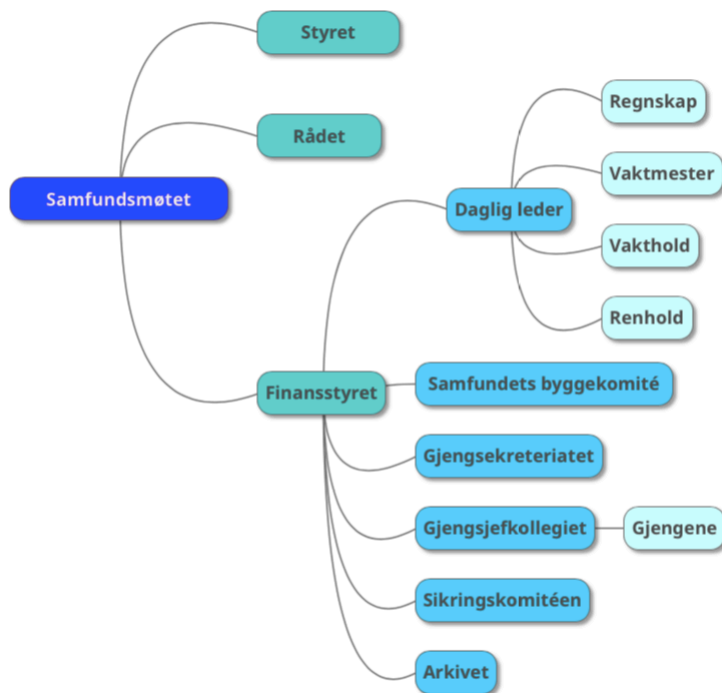 Styret
Rådet
Samfundsmøtet
Finansstyret
Daglig leder
Regnskap
Vaktmester
Vakthold
Renhold
Samfundets byggekomité
Gjengsekreteriatet
Gjengsjefkollegiet
Gjengene
Sikringskomitéen
Arkivet